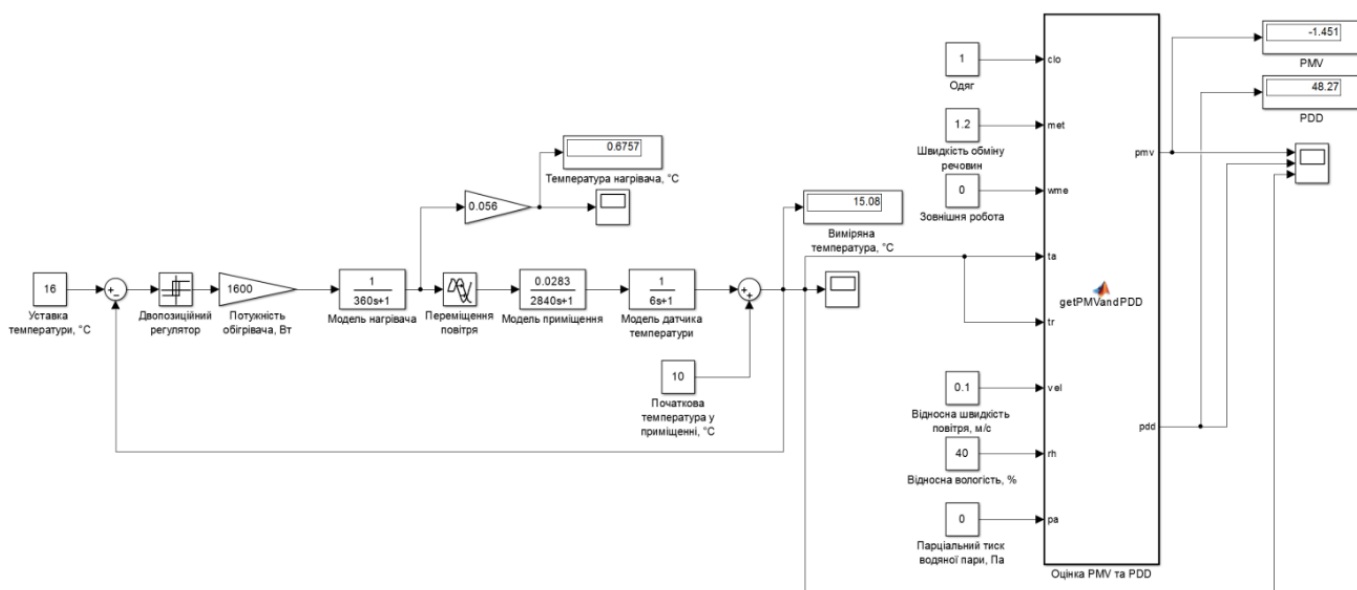 -1.451
PMV
48.27
PDD
1
Одяг
clo
1.2
Швидкість обміну
речовин
met
0
Зовнішня робота
wme
ta
getPMVandPDD
tr
0.1
Відносна швидкість
повітря, м/с
vel
40
Відносна вологість, %
rh
0
Парціальний тиск
водяної пари, Па
pa
pmv
pdd
Оцінка PMV та PDD
0.6757
Температура нагрівача, °C
0.056
15.08
Виміряна
температура, °C
16
Уставка
температури, °C
Двопозиційний
регулятор
1600
Потужність
обігрівача, Вт
1
360s+1
Модель нагрівача
Переміщення
повітря
0.0283
2840s+1
Модель приміщення
1
6s+1
Модель датчика
температури
10
Початкова
температура у
приміщенні, °C